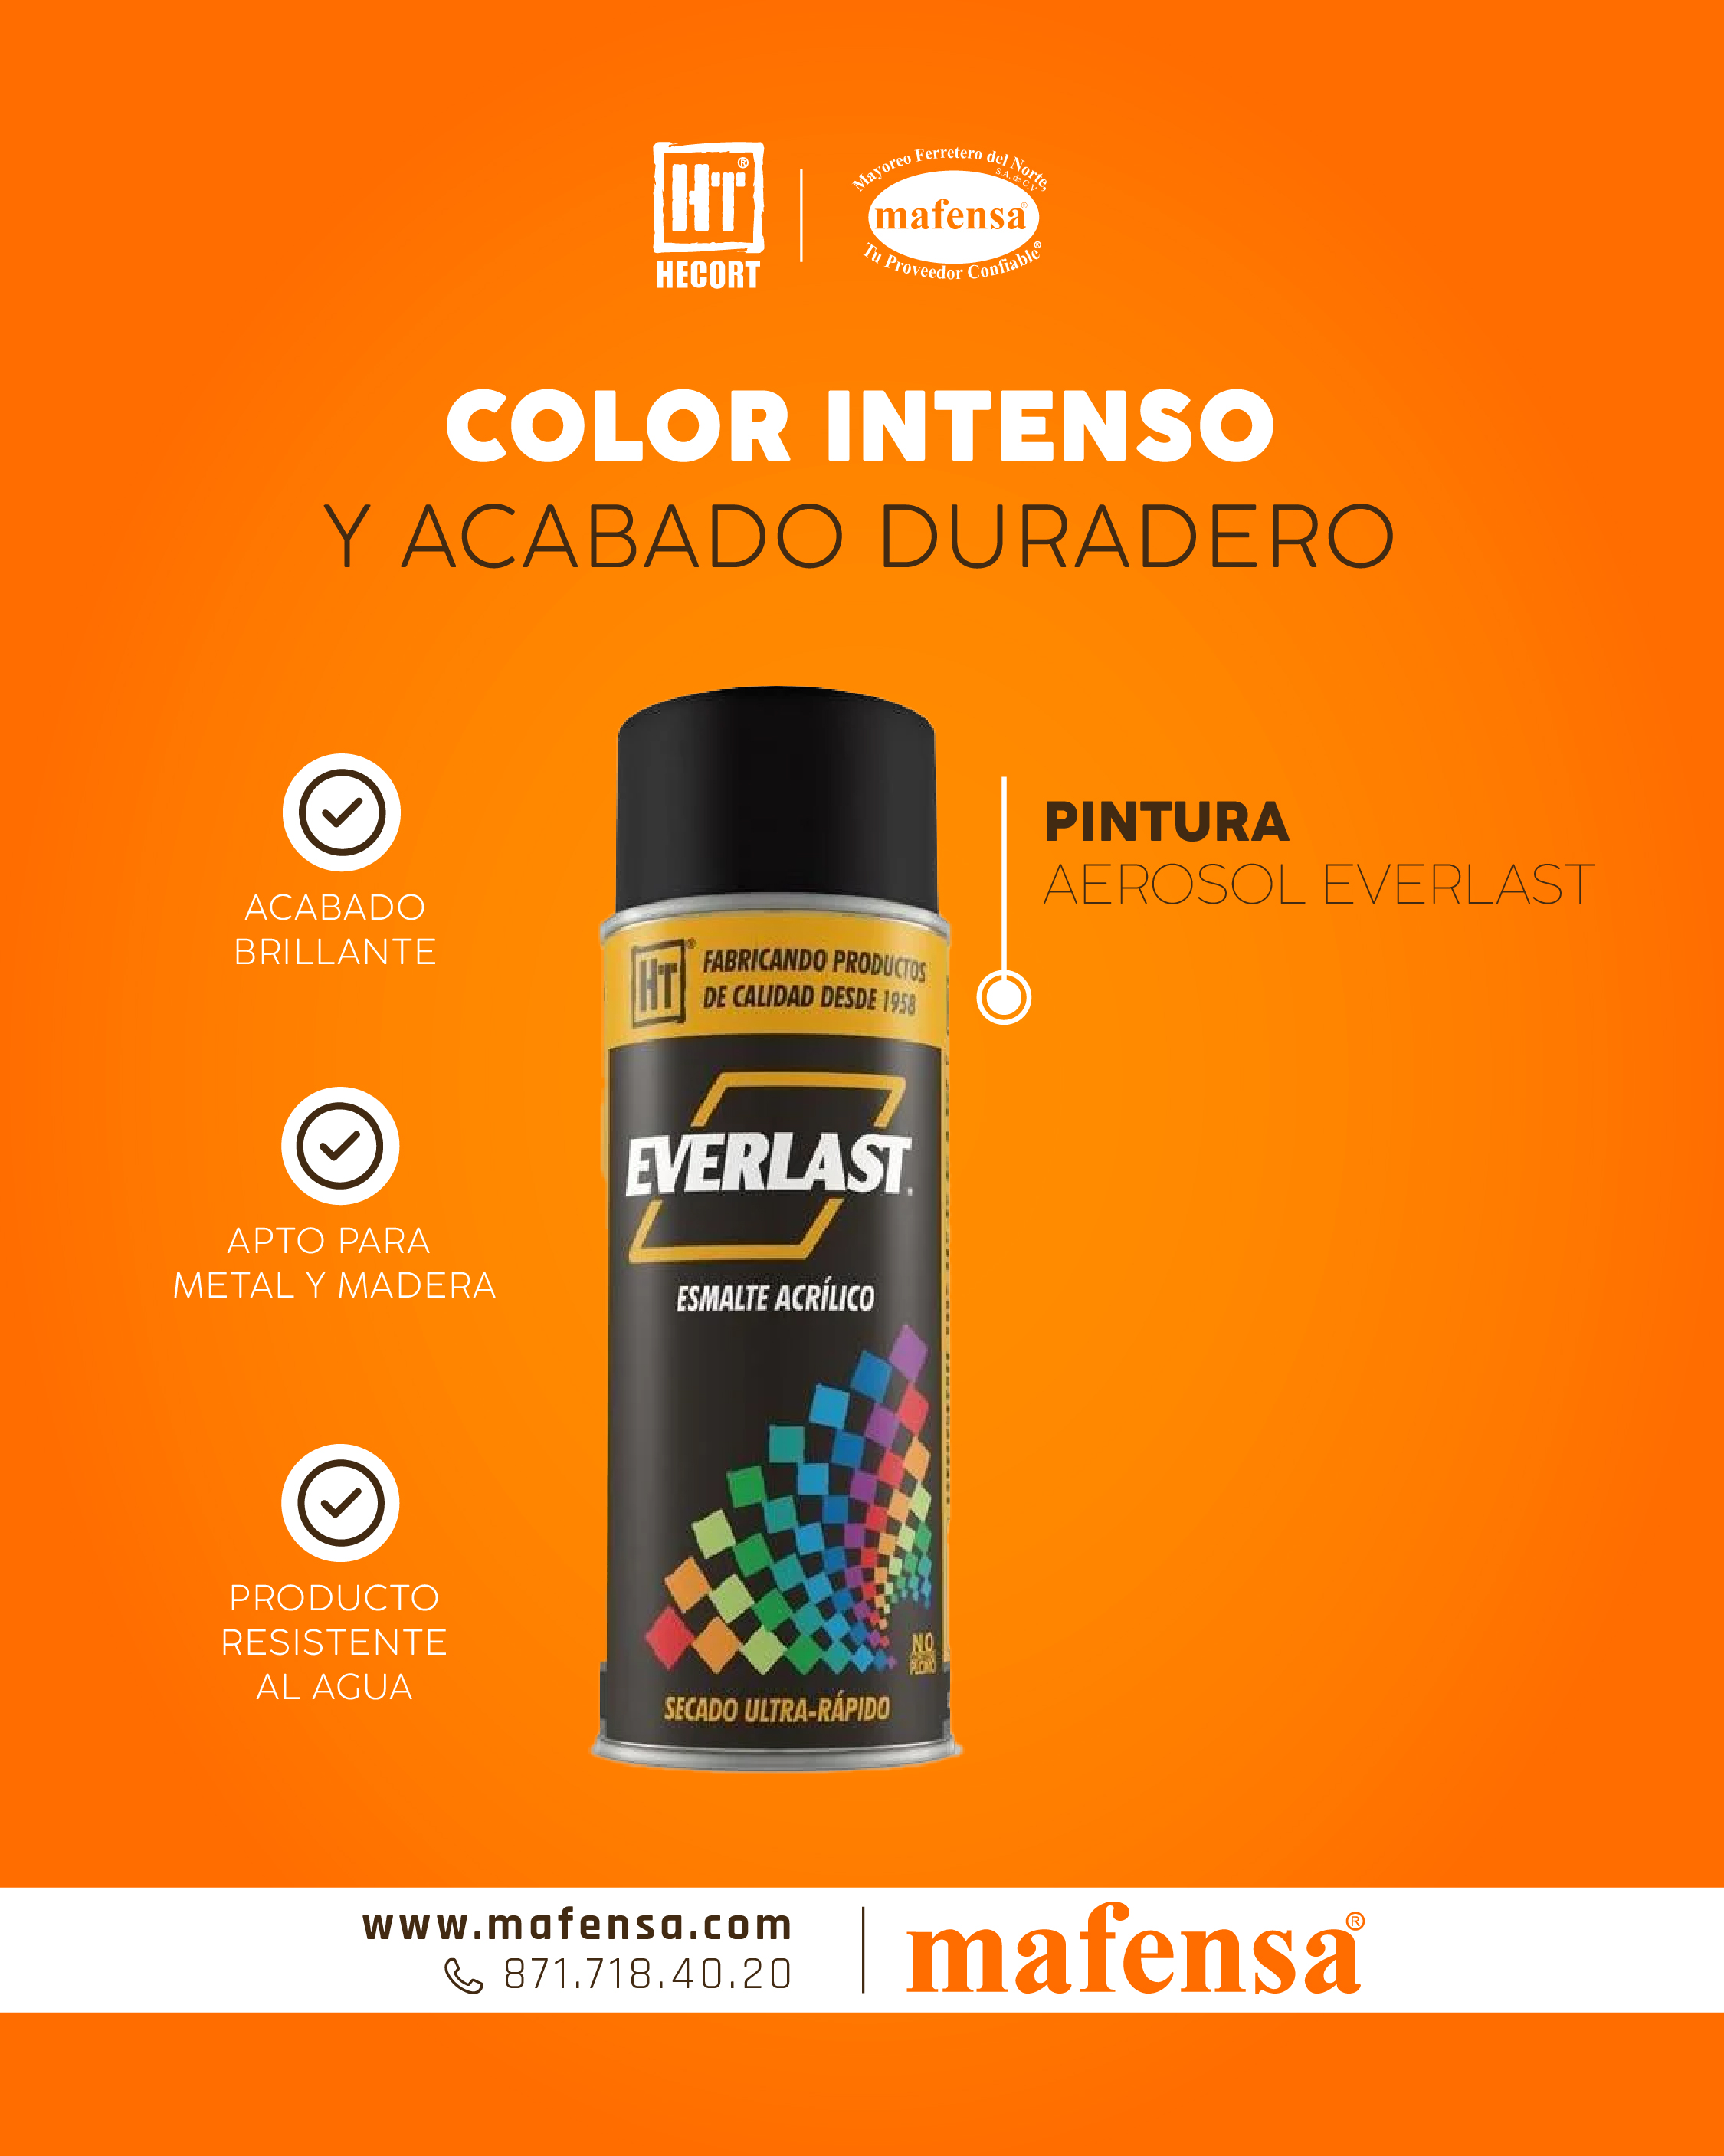 HT®
HECORT
Mayoreo Ferretero del Norte,
S.A. de C.V
mafensa®
Tu Proveedor Confiable®
COLOR INTENSO
Y ACABADO DURADERO
ACABADO
BRILLANTE
APTO PARA
METAL Y MADERA
PRODUCTO
RESISTENTE
AL AGUA
HT®
FABRICANDO PRODUCTOS
DE CALIDAD DESDE 1958
EVERLAST
ESMALTE ACRÍLICO
NO
PLOMO
SECADO ULTRA-RÁPIDO
PINTURA
AEROSOL EVERLAST
www.mafensa.com
871.718.40.20
mafensa®